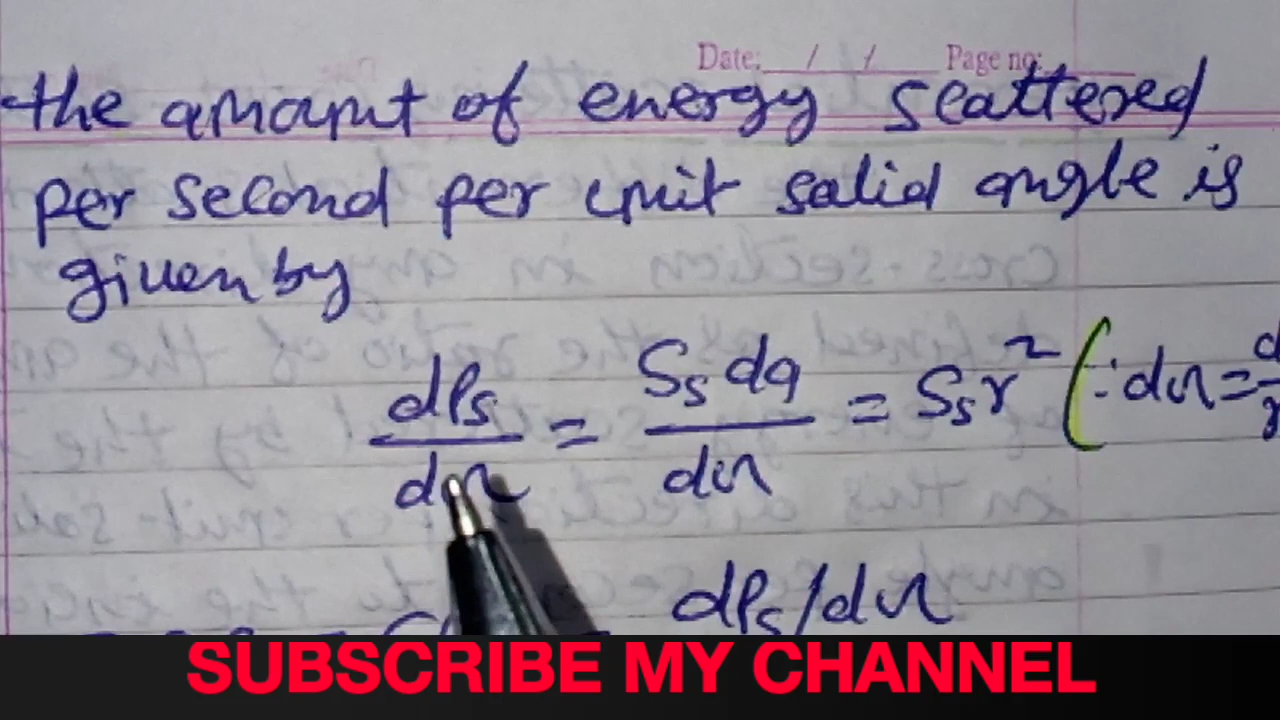 Date: / / Page no:
the amount of energy scattered
per second per unit solid angle is
given by
dPs/dΩ = Ss da/dΩ = Ss r² (∵ dΩ =
dPs/dΩ
SUBSCRIBE MY CHANNEL